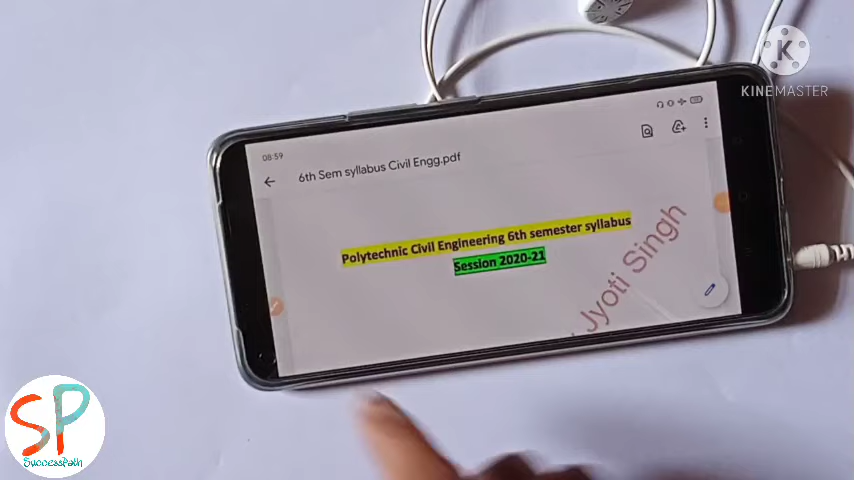 K
KINEMASTER
08:59
6th Sem syllabus Civil Engg.pdf
Polytechnic Civil Engineering 6th semester syllabus
Session 2020-21
Jyoti Singh
SP
SuccessPath